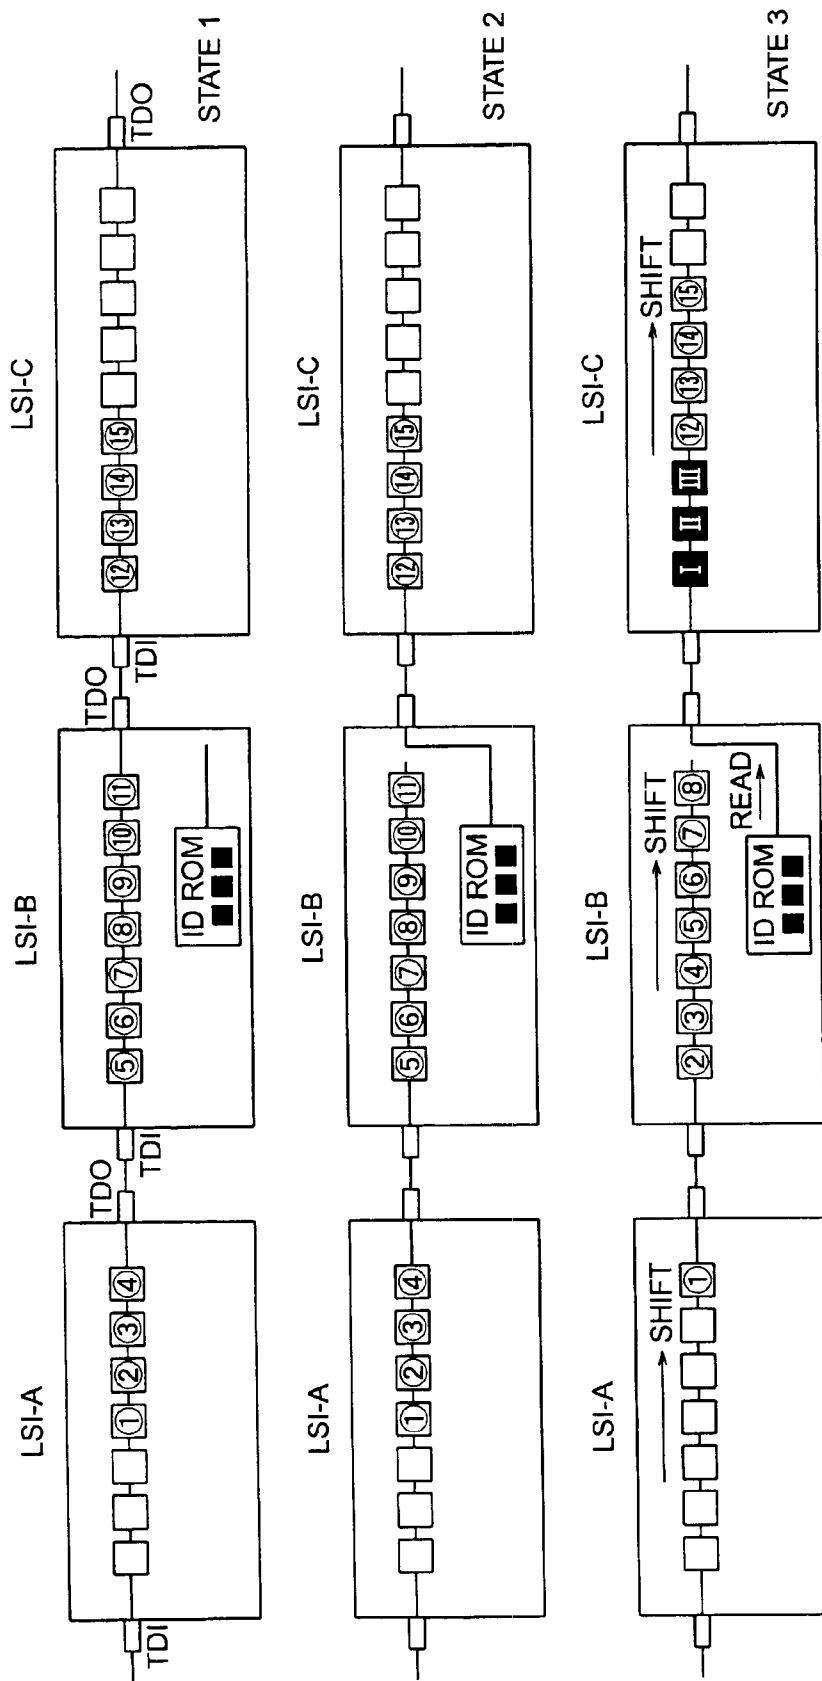 LSI-A
LSI-B
LSI-C
TDI
① ② ③ ④
TDO
TDI
⑤ ⑥ ⑦ ⑧ ⑨ ⑩ ⑪
ID ROM
TDO
TDI
⑫ ⑬ ⑭ ⑮
TDO
STATE 1
LSI-A
LSI-B
LSI-C
① ② ③ ④
⑤ ⑥ ⑦ ⑧ ⑨ ⑩ ⑪
ID ROM
⑫ ⑬ ⑭ ⑮
STATE 2
LSI-A
LSI-B
LSI-C
SHIFT
①
SHIFT
② ③ ④ ⑤ ⑥ ⑦ ⑧
ID ROM
READ
SHIFT
I II III ⑫ ⑬ ⑭ ⑮
STATE 3